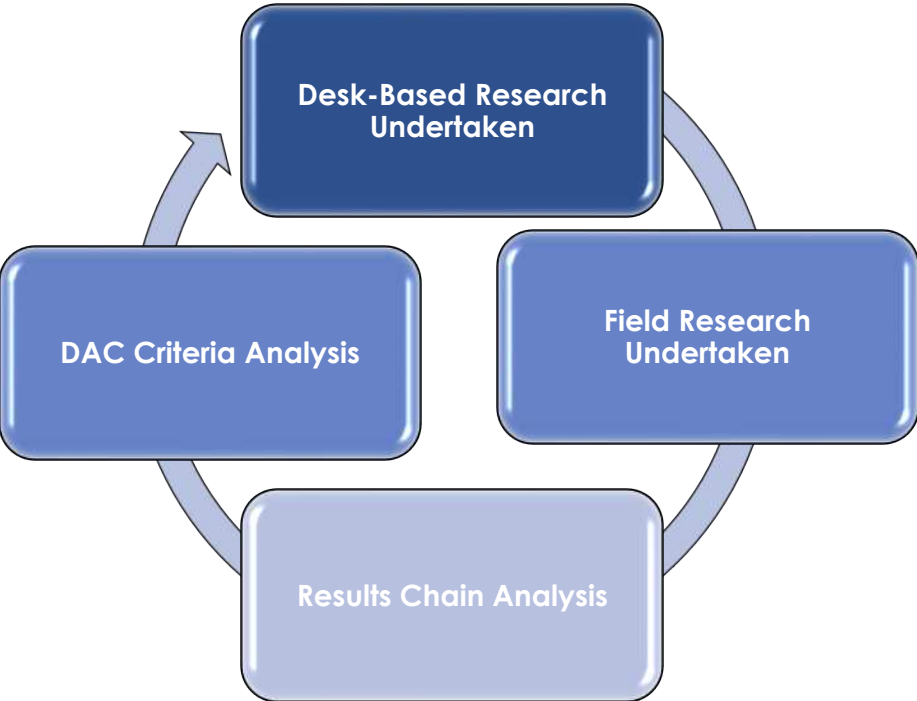 Desk-Based Research
Undertaken
Field Research
Undertaken
Results Chain Analysis
DAC Criteria Analysis